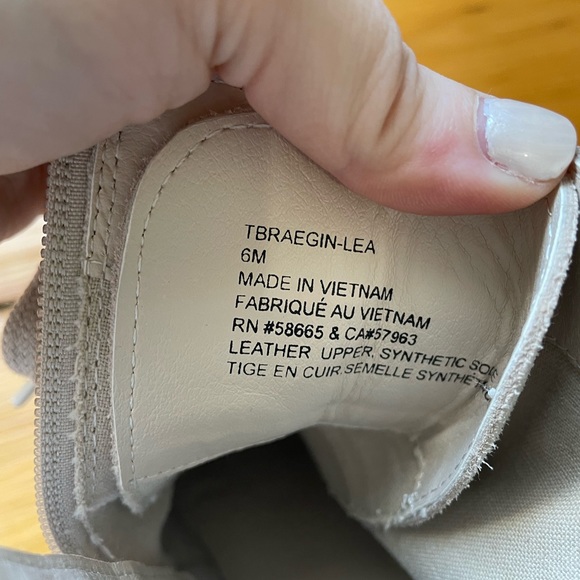 TBRAEGIN-LEA
6M
MADE IN VIETNAM
FABRIQUÉ AU VIETNAM
RN #58665 & CA#57963
LEATHER UPPER, SYNTHETIC
TIGE EN CUIR.SEMELLE